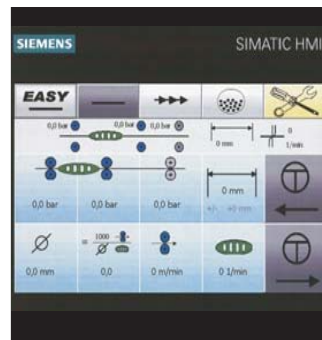 SIEMENS SIMATIC HMI
EASY
0,0 bar 0,0 bar 0,0 bar 0 mm 0 1/min
0,0 bar 0,0 bar 0,0 bar 0 mm
+/- +0 mm
= 1000
0,0 mm 0,0 0 m/min 0 1/min